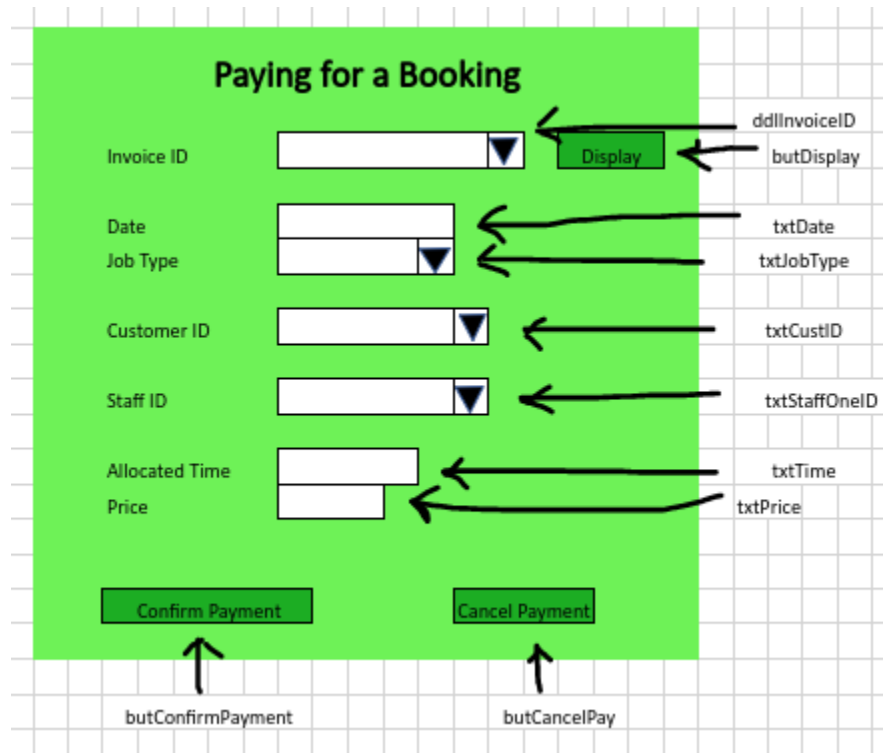 Paying for a Booking
ddlInvoiceID
Invoice ID
Display
butDisplay
Date
txtDate
Job Type
txtJobType
Customer ID
txtCustID
Staff ID
txtStaffOneID
Allocated Time
txtTime
Price
txtPrice
Confirm Payment
Cancel Payment
butConfirmPayment
butCancelPay